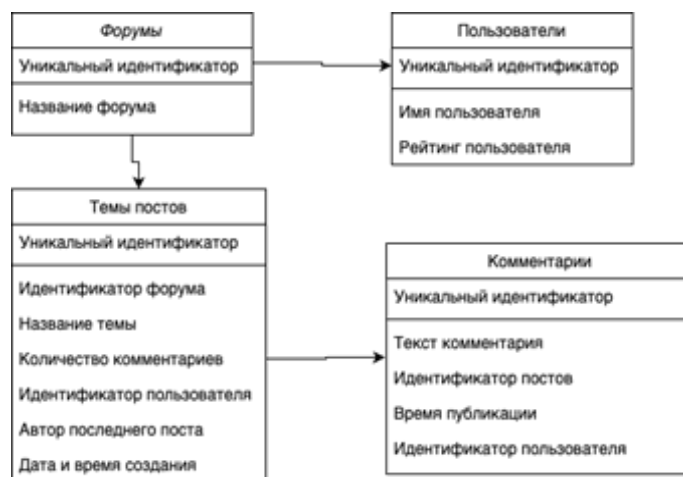 Форумы
Уникальный идентификатор
Название форума
Пользователи
Уникальный идентификатор
Имя пользователя
Рейтинг пользователя
Темы постов
Уникальный идентификатор
Идентификатор форума
Название темы
Количество комментариев
Идентификатор пользователя
Автор последнего поста
Дата и время создания
Комментарии
Уникальный идентификатор
Текст комментария
Идентификатор постов
Время публикации
Идентификатор пользователя